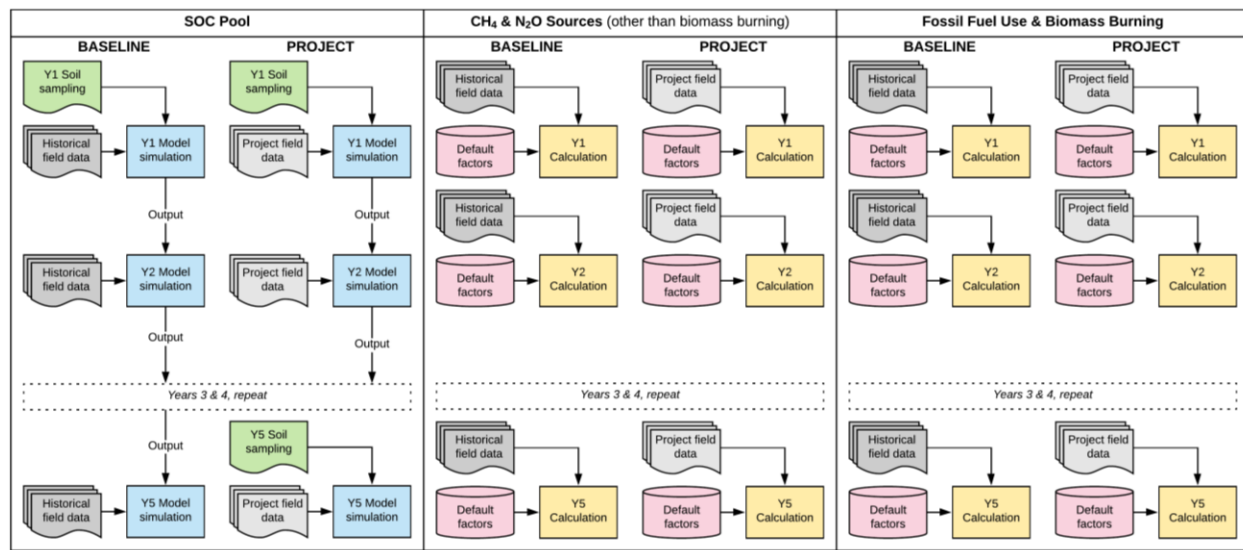 SOC Pool
CH₄ & N₂O Sources (other than biomass burning)
Fossil Fuel Use & Biomass Burning
BASELINE
PROJECT
BASELINE
PROJECT
BASELINE
PROJECT
Y1 Soil
sampling
Y1 Soil
sampling
Historical
field data
Project field
data
Historical
field data
Project field
data
Historical
field data
Y1 Model
simulation
Project field
data
Y1 Model
simulation
Default
factors
Y1
Calculation
Default
factors
Y1
Calculation
Default
factors
Y1
Calculation
Default
factors
Y1
Calculation
Output
Output
Historical
field data
Project field
data
Historical
field data
Project field
data
Historical
field data
Y2 Model
simulation
Project field
data
Y2 Model
simulation
Default
factors
Y2
Calculation
Default
factors
Y2
Calculation
Default
factors
Y2
Calculation
Default
factors
Y2
Calculation
Output
Output
Years 3 & 4, repeat
Years 3 & 4, repeat
Years 3 & 4, repeat
Output
Y5 Soil
sampling
Historical
field data
Project field
data
Historical
field data
Project field
data
Historical
field data
Y5 Model
simulation
Project field
data
Y5 Model
simulation
Default
factors
Y5
Calculation
Default
factors
Y5
Calculation
Default
factors
Y5
Calculation
Default
factors
Y5
Calculation